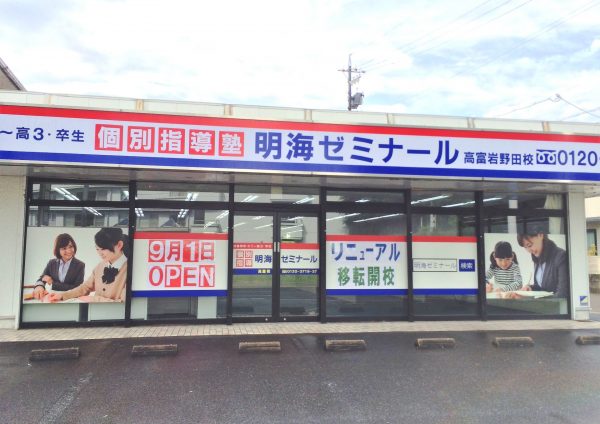 ～高3・卒生 個別指導塾 明海ゼミナール 高富岩野田校 0120
9月1日
OPEN
明海ゼミナール
リニューアル
移転開校
明海ゼミナール 検索